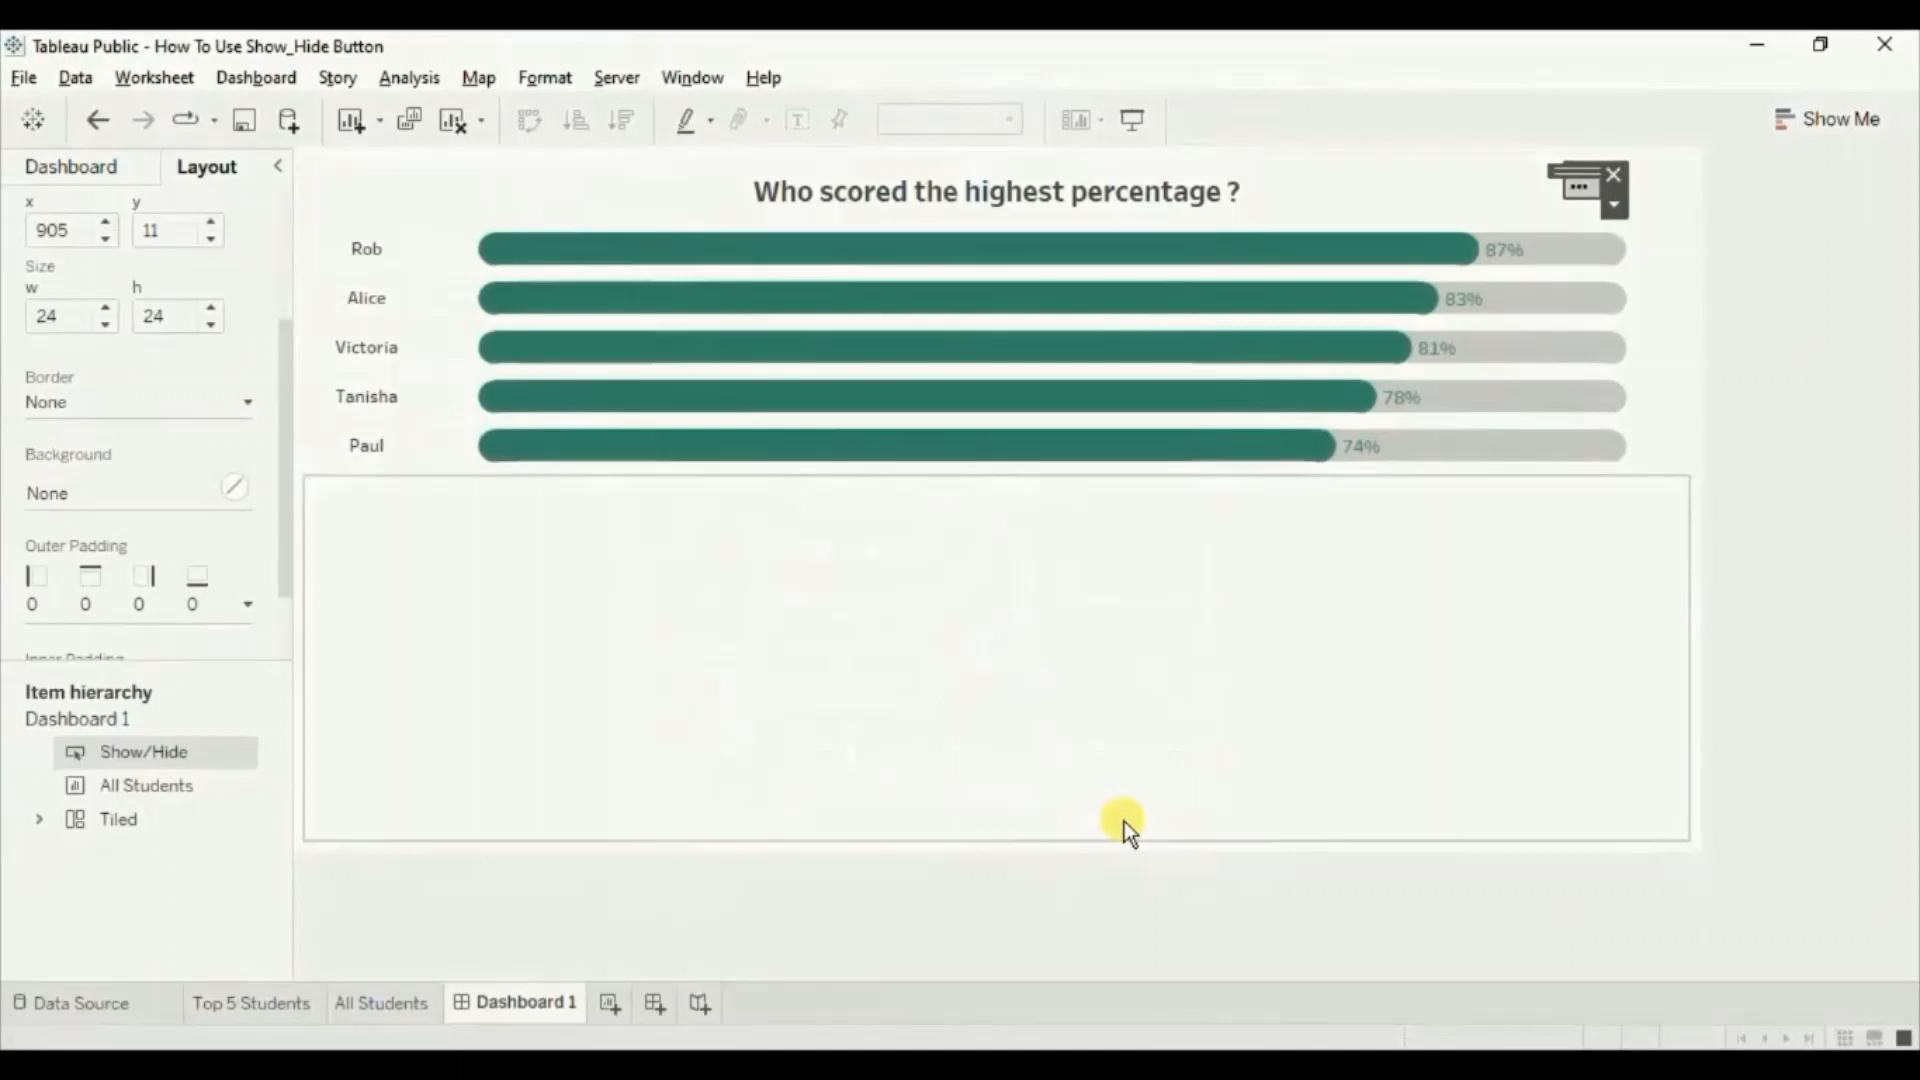 Tableau Public - How To Use Show_Hide Button
File Data Worksheet Dashboard Story Analysis Map Format Server Window Help
Show Me
Dashboard Layout
x y
905 11
Size
w h
24 24
Border
None
Background
None
Outer Padding
0 0 0 0
Inner Padding
Item hierarchy
Dashboard 1
Show/Hide
All Students
Tiled
Who scored the highest percentage ?
Rob 87%
Alice 83%
Victoria 81%
Tanisha 78%
Paul 74%
Data Source Top 5 Students All Students Dashboard 1